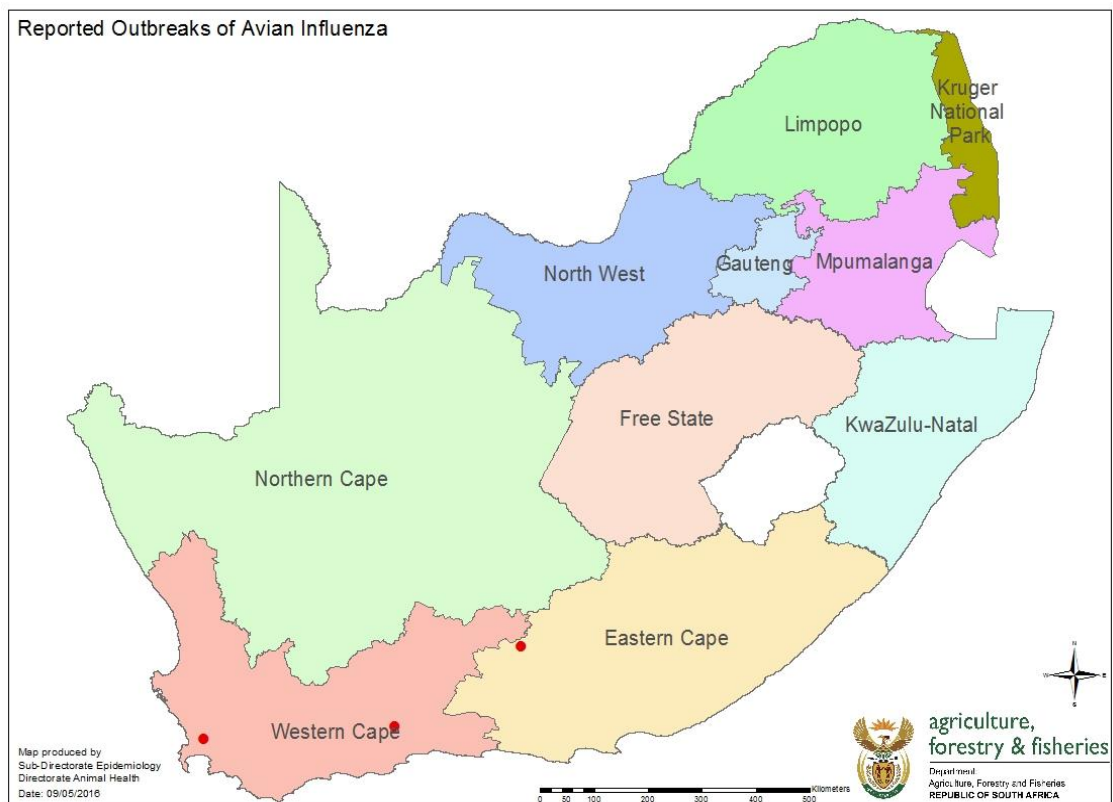 Reported Outbreaks of Avian Influenza
Kruger
National
Park
Limpopo
North West
Gauteng
Mpumalanga
Free State
KwaZulu-Natal
Northern Cape
Eastern Cape
Western Cape
N
W
E
S
agriculture,
forestry & fisheries
Department:
Agriculture, Forestry and Fisheries
REPUBLIC OF SOUTH AFRICA
Map produced by
Sub-Directorate Epidemiology
Directorate Animal Health
Date: 09/05/2016
Kilometers
0 50 100 200 300 400 500